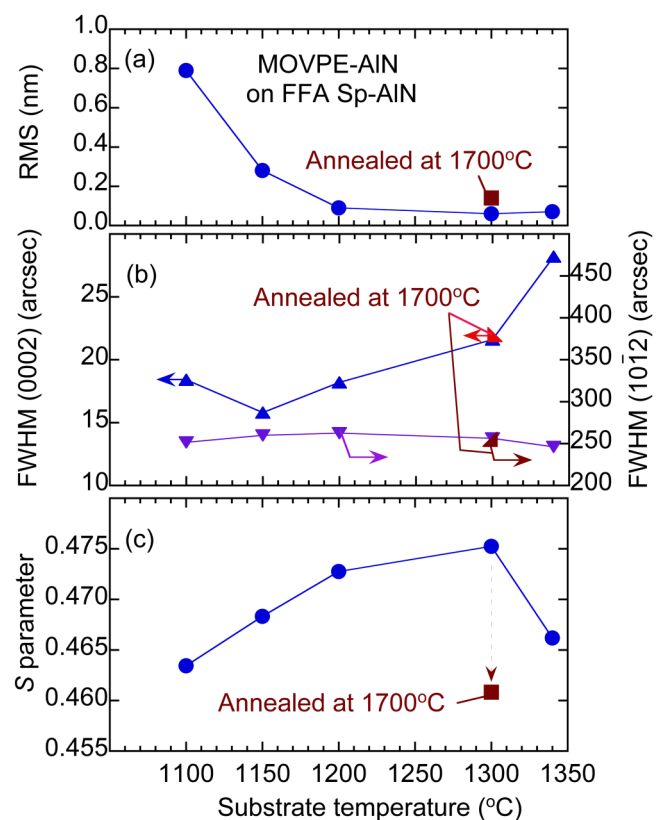 (a)
MOVPE-AlN
on FFA Sp-AlN
Annealed at 1700°C
RMS (nm)
1.0
0.8
0.6
0.4
0.2
0.0
(b)
Annealed at 1700°C
FWHM (0002) (arcsec)
25
20
15
10
FWHM (101̄2) (arcsec)
450
400
350
300
250
200
(c)
Annealed at 1700°C
S parameter
0.475
0.470
0.465
0.460
0.455
1100 1150 1200 1250 1300 1350
Substrate temperature (°C)